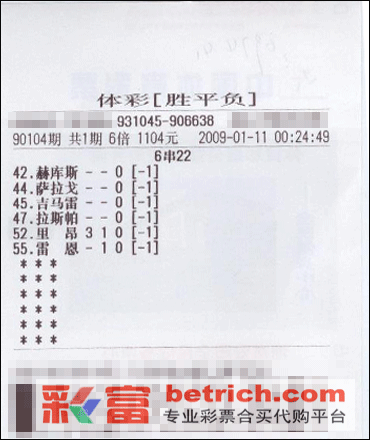 体彩[胜平负]
931045-906638
90104期 共1期 6倍 1104元 2009-01-11 00:24:49
6串22
42.赫库斯 - - 0 [-1]
44.萨拉戈 - - 0 [-1]
45.吉马雷 - - 0 [-1]
47.拉斯帕 - - 0 [-1]
52.里 昂 3 1 0 [-1]
55.雷 恩 - 1 0 [-1]
* * *
* * *
* * *
* * *
* * *
* * *
彩富 betrich.com
专业彩票合买代购平台